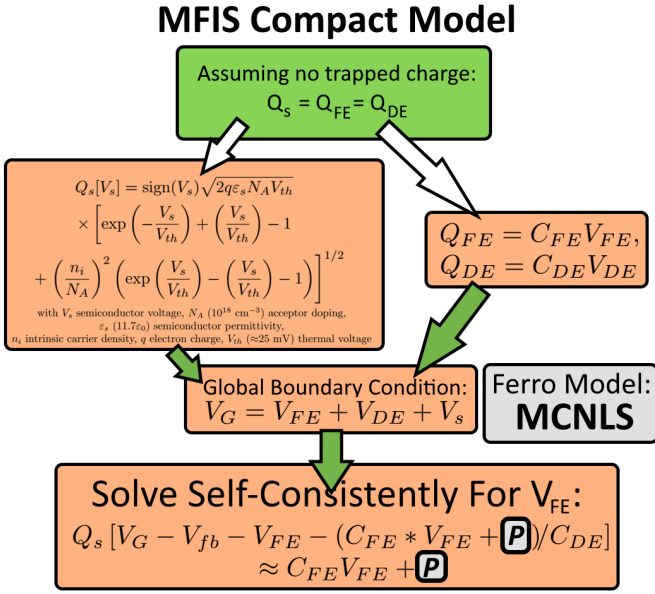 MFIS Compact Model
Assuming no trapped charge:
Q_s = Q_FE = Q_DE
Q_s[V_s] = sign(V_s) √(2qε_s N_A V_th)
× [exp(−V_s/V_th) + (V_s/V_th) − 1
+ (n_i/N_A)² (exp(V_s/V_th) − (V_s/V_th) − 1)]^{1/2}
with V_s semiconductor voltage, N_A (10¹⁸ cm⁻³) acceptor doping,
ε_s (11.7ε₀) semiconductor permittivity,
n_i intrinsic carrier density, q electron charge, V_th (≈25 mV) thermal voltage
Q_FE = C_FE V_FE,
Q_DE = C_DE V_DE
Global Boundary Condition:
V_G = V_FE + V_DE + V_s
Ferro Model:
MCNLS
Solve Self-Consistently For V_FE:
Q_s [V_G − V_fb − V_FE − (C_FE * V_FE + P)/C_DE]
≈ C_FE V_FE + P